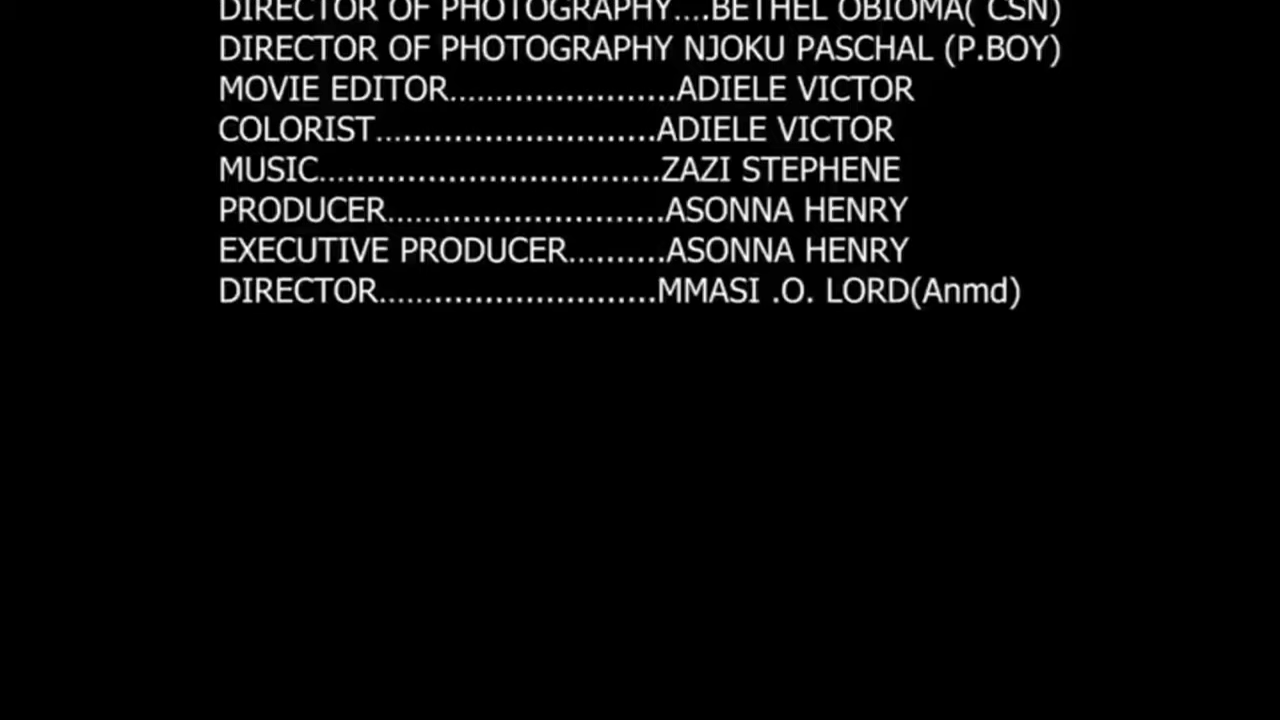 DIRECTOR OF PHOTOGRAPHY....BETHEL OBIOMA( CSN)
DIRECTOR OF PHOTOGRAPHY NJOKU PASCHAL (P.BOY)
MOVIE EDITOR.........................ADIELE VICTOR
COLORIST...............................ADIELE VICTOR
MUSIC......................................ZAZI STEPHENE
PRODUCER...............................ASONNA HENRY
EXECUTIVE PRODUCER...........ASONNA HENRY
DIRECTOR...............................MMASI .O. LORD(Anmd)